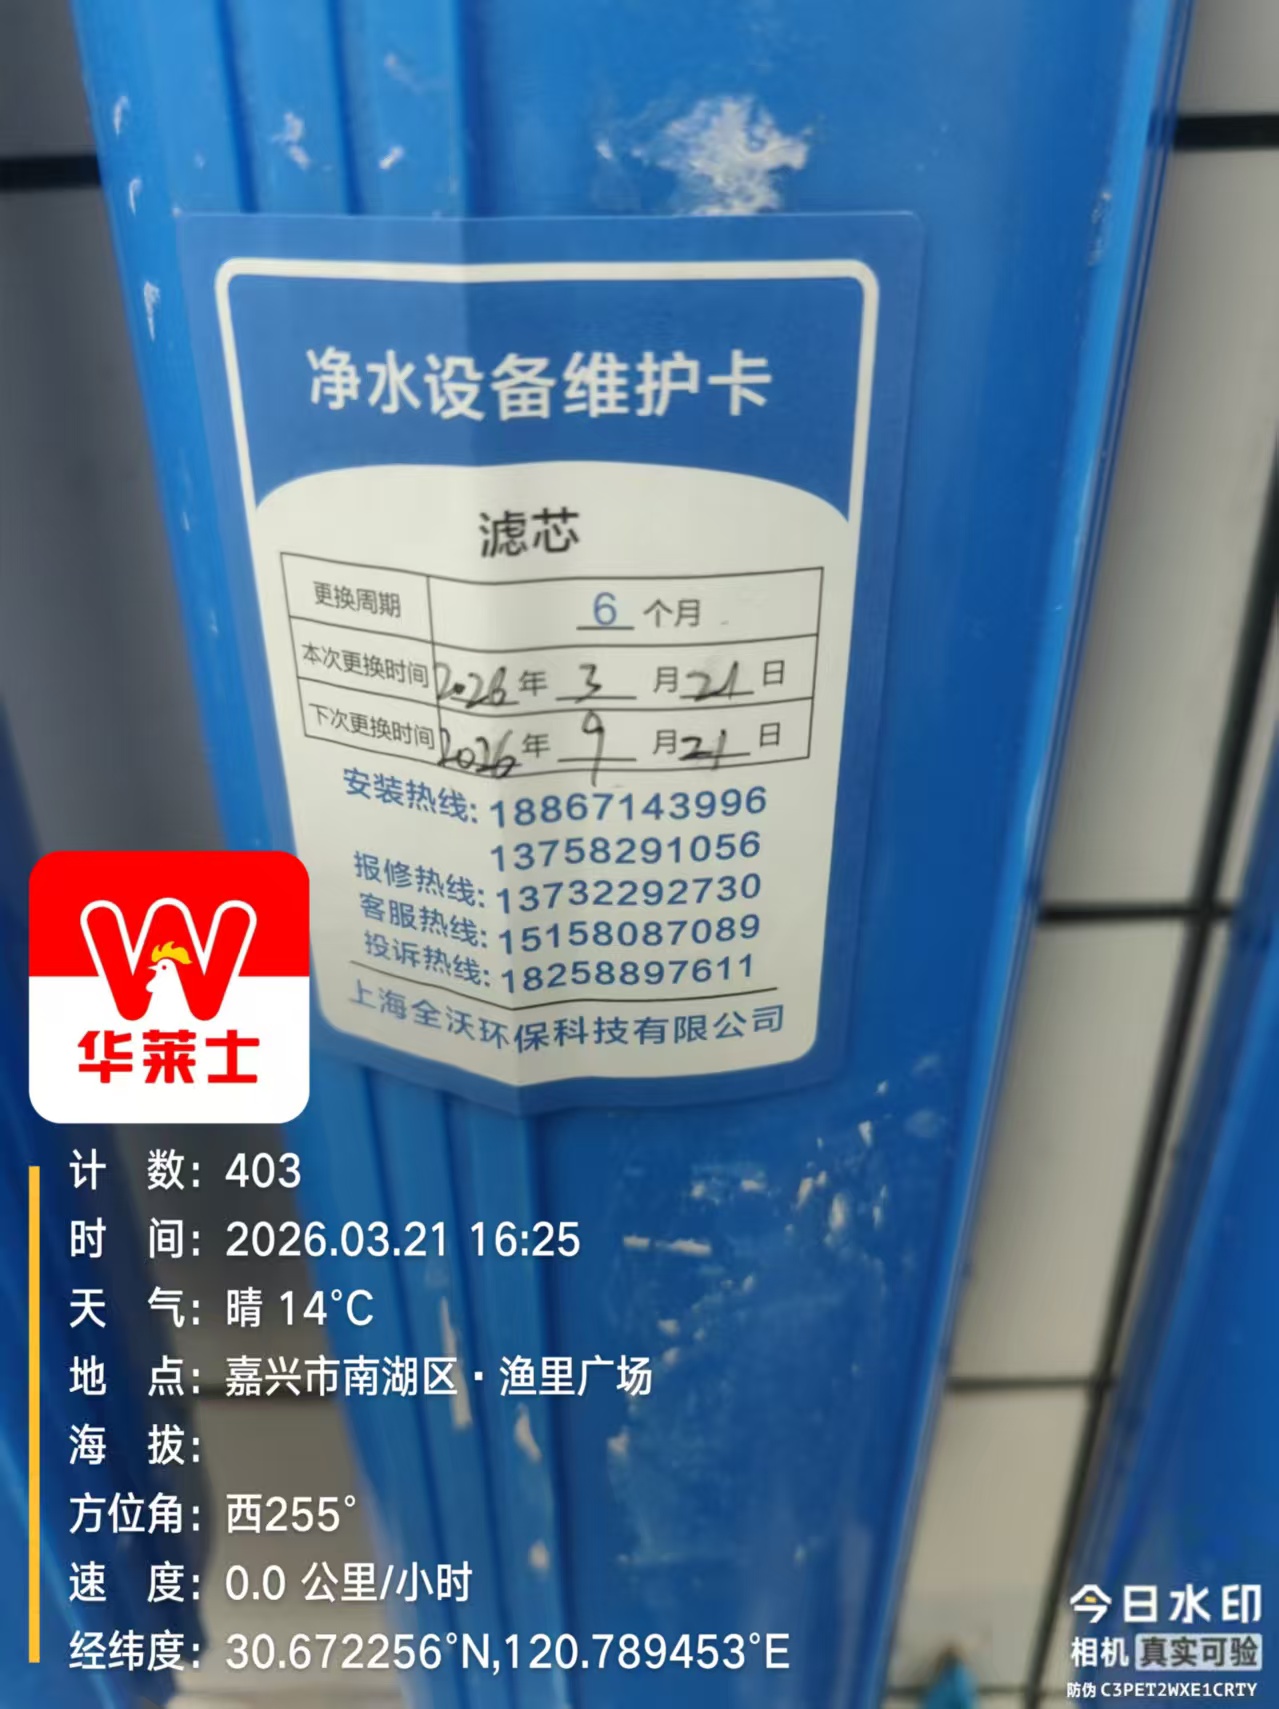 净水设备维护卡
滤芯
更换周期 6 个月
本次更换时间 2026 年 3 月 21 日
下次更换时间 2026 年 9 月 21 日
安装热线: 18867143996
13758291056
报修热线: 13732292730
客服热线: 15158087089
投诉热线: 18258897611
上海全沃环保科技有限公司
华莱士
计 数: 403
时 间: 2026.03.21 16:25
天 气: 晴 14°C
地 点: 嘉兴市南湖区·渔里广场
海 拔:
方位角: 西255°
速 度: 0.0 公里/小时
经纬度: 30.672256°N,120.789453°E
今日水印
相机 真实可验
防伪 C3PET2WXE1CRTY